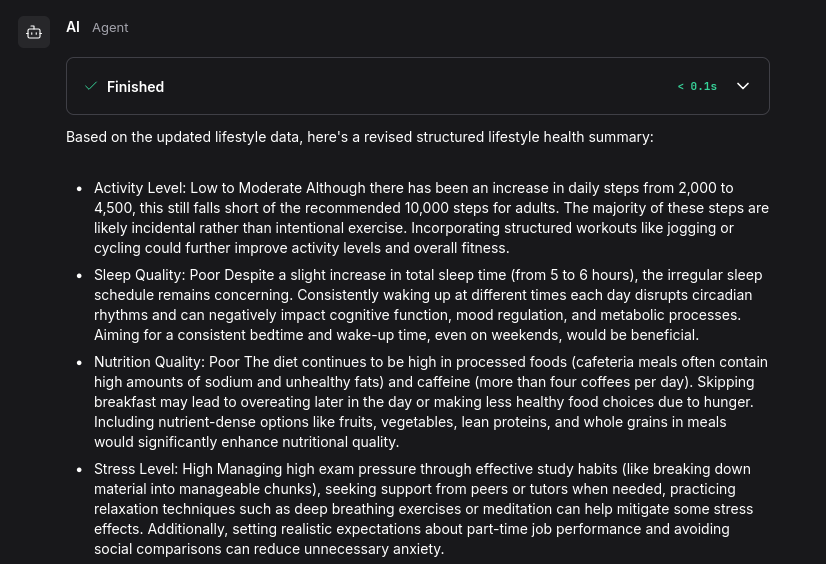 AI Agent
Finished < 0.1s
Based on the updated lifestyle data, here's a revised structured lifestyle health summary:
• Activity Level: Low to Moderate Although there has been an increase in daily steps from 2,000 to
4,500, this still falls short of the recommended 10,000 steps for adults. The majority of these steps are
likely incidental rather than intentional exercise. Incorporating structured workouts like jogging or
cycling could further improve activity levels and overall fitness.
• Sleep Quality: Poor Despite a slight increase in total sleep time (from 5 to 6 hours), the irregular sleep
schedule remains concerning. Consistently waking up at different times each day disrupts circadian
rhythms and can negatively impact cognitive function, mood regulation, and metabolic processes.
Aiming for a consistent bedtime and wake-up time, even on weekends, would be beneficial.
• Nutrition Quality: Poor The diet continues to be high in processed foods (cafeteria meals often contain
high amounts of sodium and unhealthy fats) and caffeine (more than four coffees per day). Skipping
breakfast may lead to overeating later in the day or making less healthy food choices due to hunger.
Including nutrient-dense options like fruits, vegetables, lean proteins, and whole grains in meals
would significantly enhance nutritional quality.
• Stress Level: High Managing high exam pressure through effective study habits (like breaking down
material into manageable chunks), seeking support from peers or tutors when needed, practicing
relaxation techniques such as deep breathing exercises or meditation can help mitigate some stress
effects. Additionally, setting realistic expectations about part-time job performance and avoiding
social comparisons can reduce unnecessary anxiety.